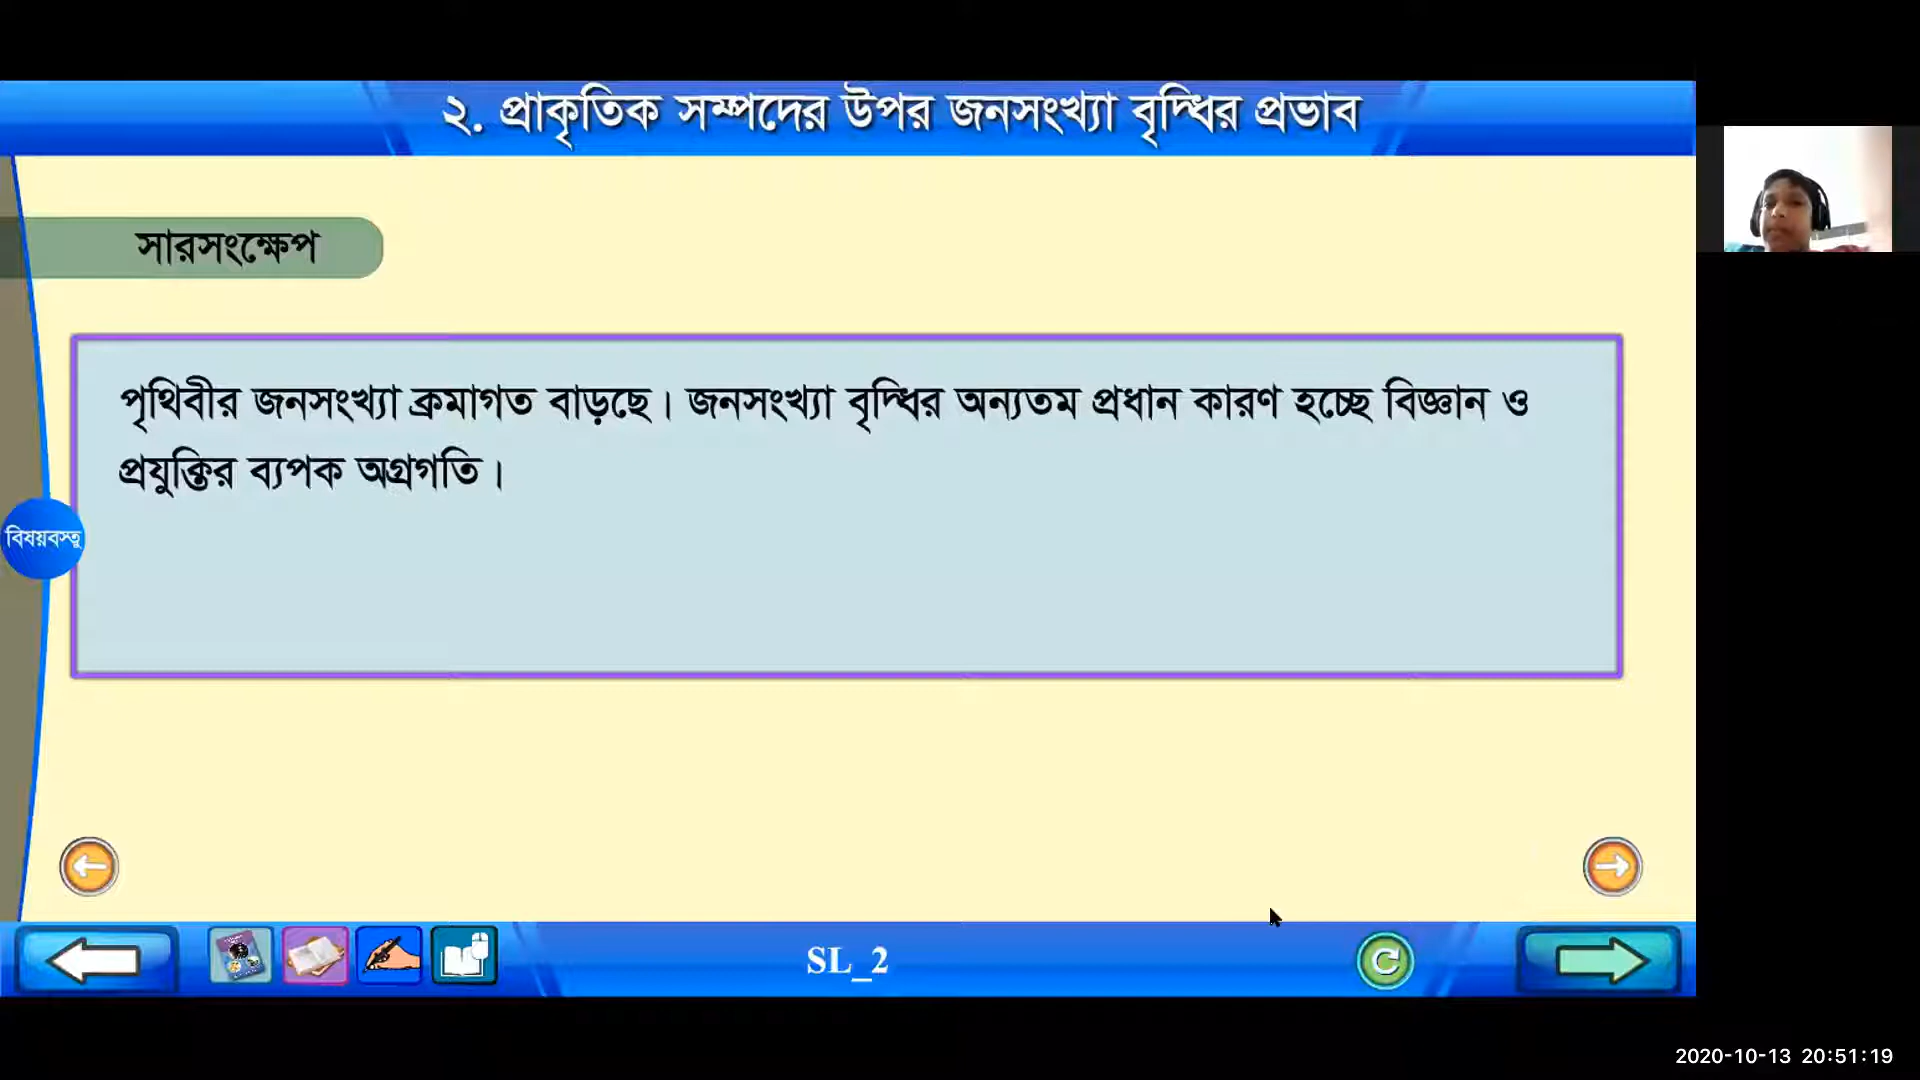 ২. প্রাকৃতিক সম্পদের উপর জনসংখ্যা বৃদ্ধির প্রভাব
সারসংক্ষেপ
পৃথিবীর জনসংখ্যা ক্রমাগত বাড়ছে। জনসংখ্যা বৃদ্ধির অন্যতম প্রধান কারণ হচ্ছে বিজ্ঞান ও
প্রযুক্তির ব্যপক অগ্রগতি।
বিষয়বস্তু
SL_2
2020-10-13 20:51:19